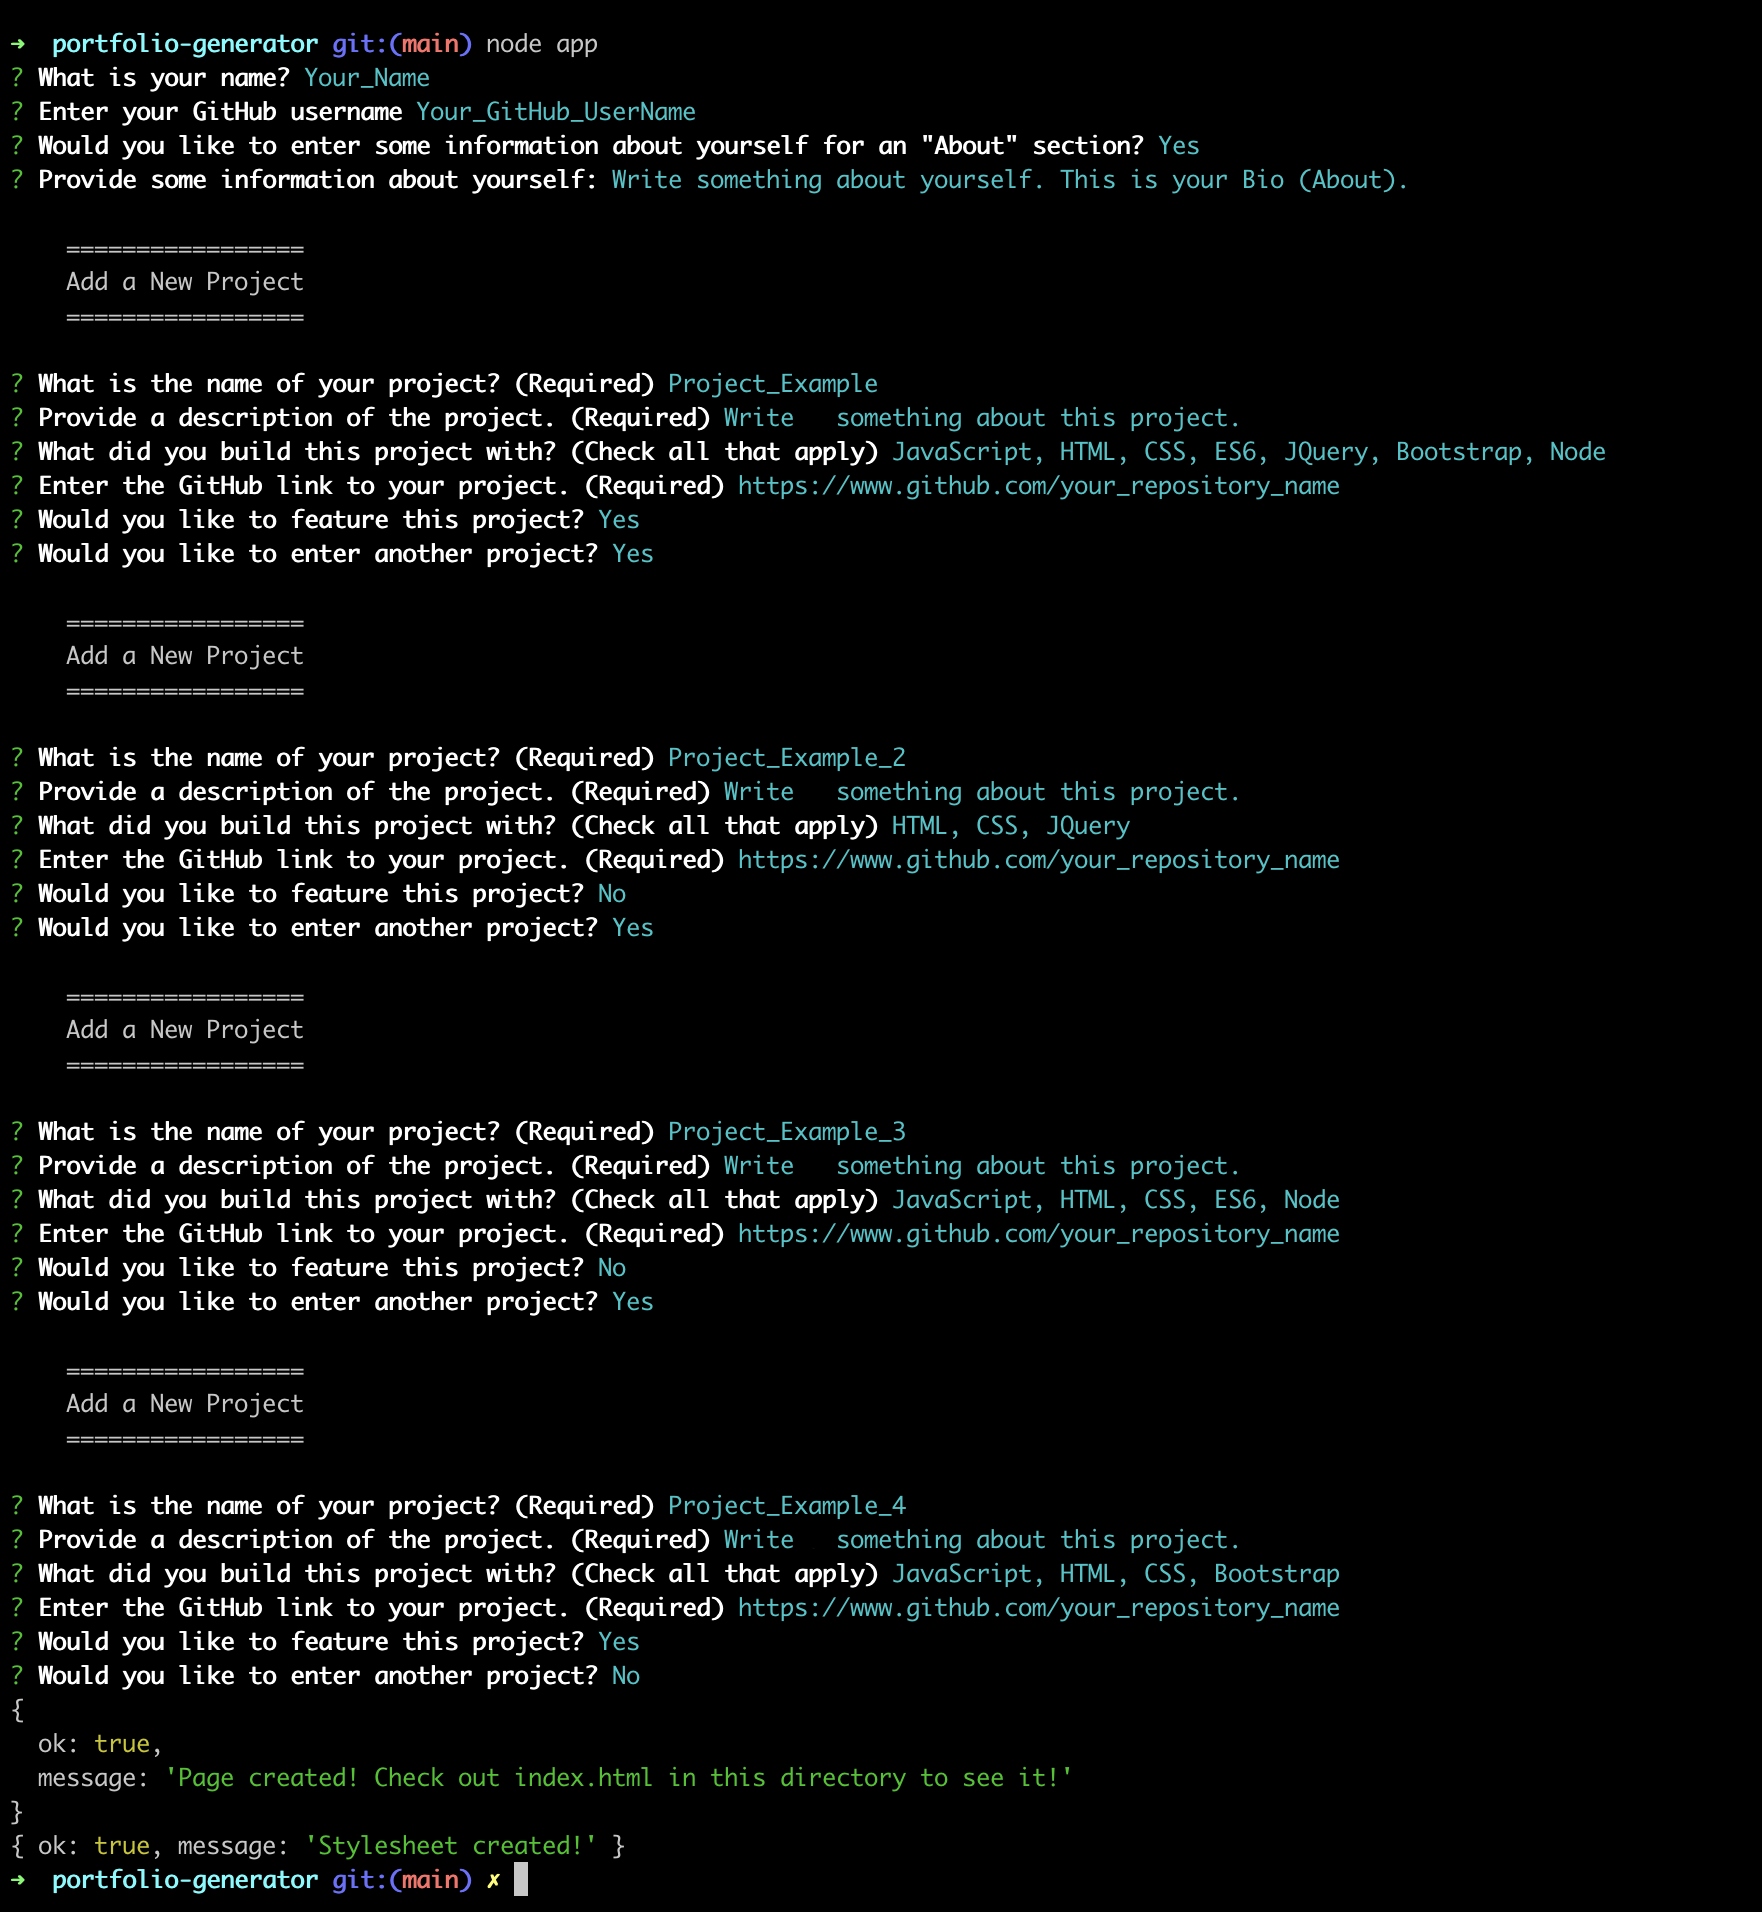 ➜  portfolio-generator git:(main) node app
? What is your name? Your_Name
? Enter your GitHub username Your_GitHub_UserName
? Would you like to enter some information about yourself for an "About" section? Yes
? Provide some information about yourself: Write something about yourself. This is your Bio (About).
    =================
    Add a New Project
    =================
? What is the name of your project? (Required) Project_Example
? Provide a description of the project. (Required) Write   something about this project.
? What did you build this project with? (Check all that apply) JavaScript, HTML, CSS, ES6, JQuery, Bootstrap, Node
? Enter the GitHub link to your project. (Required) https://www.github.com/your_repository_name
? Would you like to feature this project? Yes
? Would you like to enter another project? Yes
    =================
    Add a New Project
    =================
? What is the name of your project? (Required) Project_Example_2
? Provide a description of the project. (Required) Write   something about this project.
? What did you build this project with? (Check all that apply) HTML, CSS, JQuery
? Enter the GitHub link to your project. (Required) https://www.github.com/your_repository_name
? Would you like to feature this project? No
? Would you like to enter another project? Yes
    =================
    Add a New Project
    =================
? What is the name of your project? (Required) Project_Example_3
? Provide a description of the project. (Required) Write   something about this project.
? What did you build this project with? (Check all that apply) JavaScript, HTML, CSS, ES6, Node
? Enter the GitHub link to your project. (Required) https://www.github.com/your_repository_name
? Would you like to feature this project? No
? Would you like to enter another project? Yes
    =================
    Add a New Project
    =================
? What is the name of your project? (Required) Project_Example_4
? Provide a description of the project. (Required) Write   something about this project.
? What did you build this project with? (Check all that apply) JavaScript, HTML, CSS, Bootstrap
? Enter the GitHub link to your project. (Required) https://www.github.com/your_repository_name
? Would you like to feature this project? Yes
? Would you like to enter another project? No
{
  ok: true,
  message: 'Page created! Check out index.html in this directory to see it!'
}
{ ok: true, message: 'Stylesheet created!' }
➜  portfolio-generator git:(main) ✗